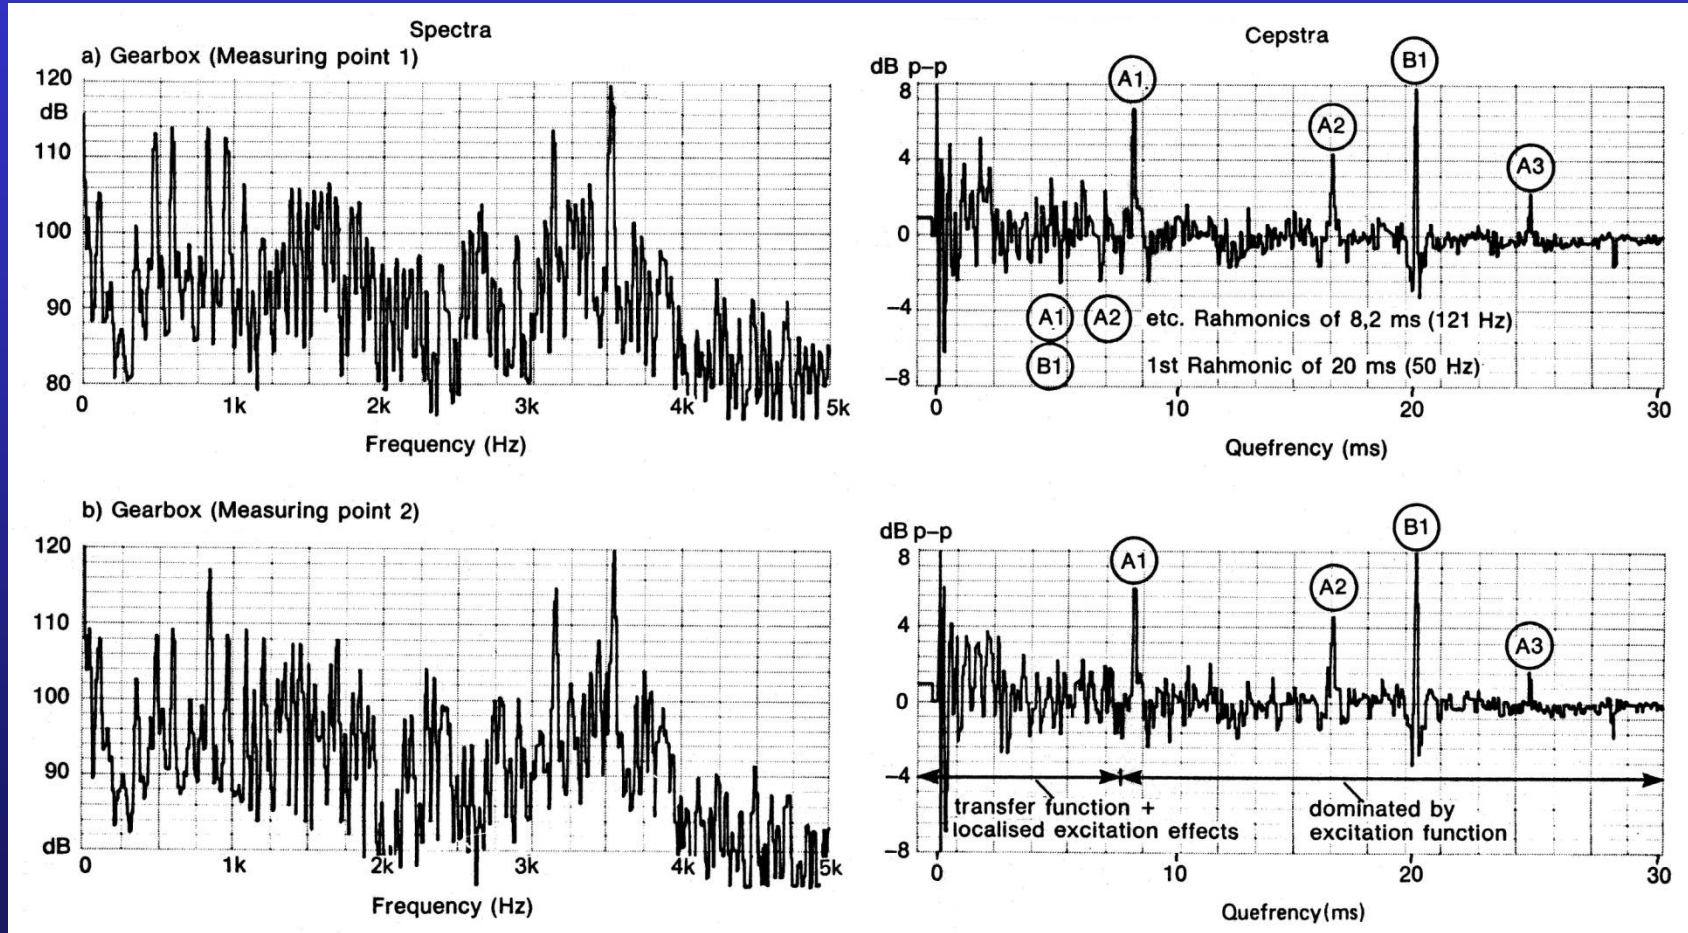 Spectra
a) Gearbox (Measuring point 1)
120
dB
110
100
90
80
0 1k 2k 3k 4k 5k
Frequency (Hz)
Cepstra
dB p–p
8
4
0
–4
–8
A1
A2
B1
A3
A1 A2 etc. Rahmonics of 8,2 ms (121 Hz)
B1 1st Rahmonic of 20 ms (50 Hz)
0 10 20 30
Quefrency (ms)
b) Gearbox (Measuring point 2)
120
110
100
90
dB
0 1k 2k 3k 4k 5k
Frequency (Hz)
dB p–p
8
4
0
–4
–8
A1
A2
B1
A3
transfer function +
localised excitation effects
dominated by
excitation function
0 10 20 30
Quefrency (ms)